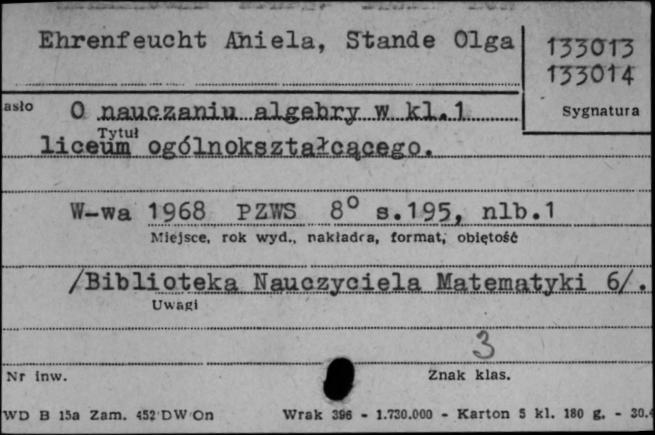 Ehrenfeucht Aniela, Stande Olga
133013
133014
Sygnatura
asło
O nauczaniu algebry w kl.1
Tytuł
liceum ogólnokształcącego.
W-wa 1968 PZWS 8° s.195, nlb.1
Miejsce, rok wyd., nakładca, format, objętość
/Biblioteka Nauczyciela Matematyki 6/.
Uwagi
3
Nr inw.
Znak klas.
WD B 15a Zam. 452 DW On Wrak 396 - 1.730.000 - Karton 5 kl. 180 g. - 30.4